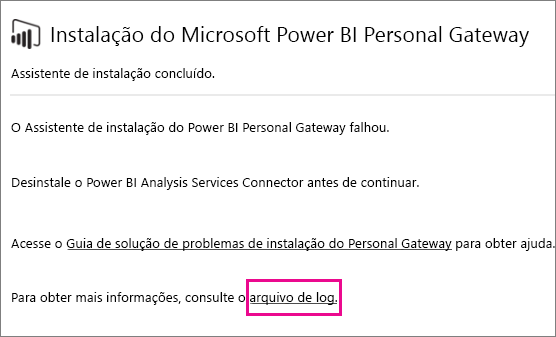 Instalação do Microsoft Power BI Personal Gateway
Assistente de instalação concluído.
O Assistente de instalação do Power BI Personal Gateway falhou.
Desinstale o Power BI Analysis Services Connector antes de continuar.
Acesse o Guia de solução de problemas de instalação do Personal Gateway para obter ajuda.
Para obter mais informações, consulte o arquivo de log.